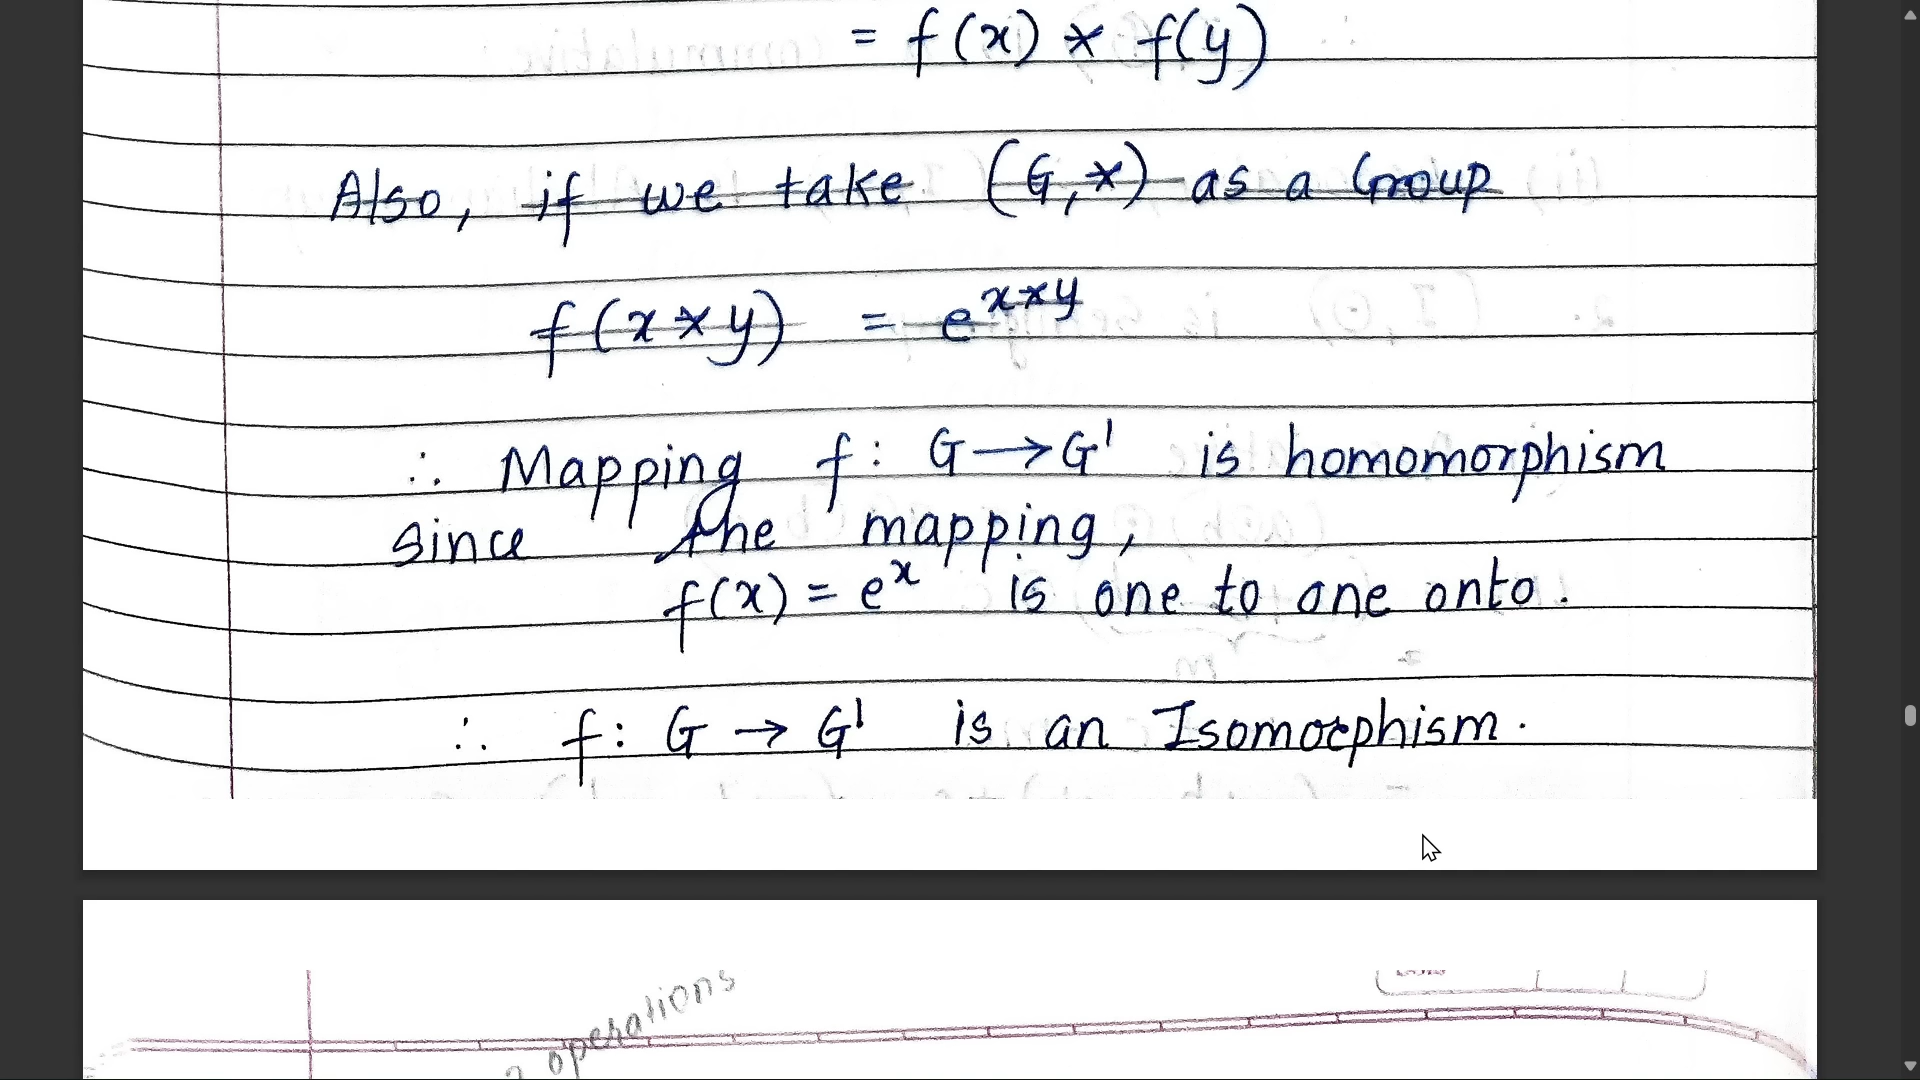 = f(x) * f(y)
Also, if we take (G,*) as a Group
f(x*y) = e^{x*y}
∴ Mapping f: G→G' is homomorphism
since the mapping,
f(x) = e^x is one to one onto.
∴ f: G → G' is an Isomorphism.
operations